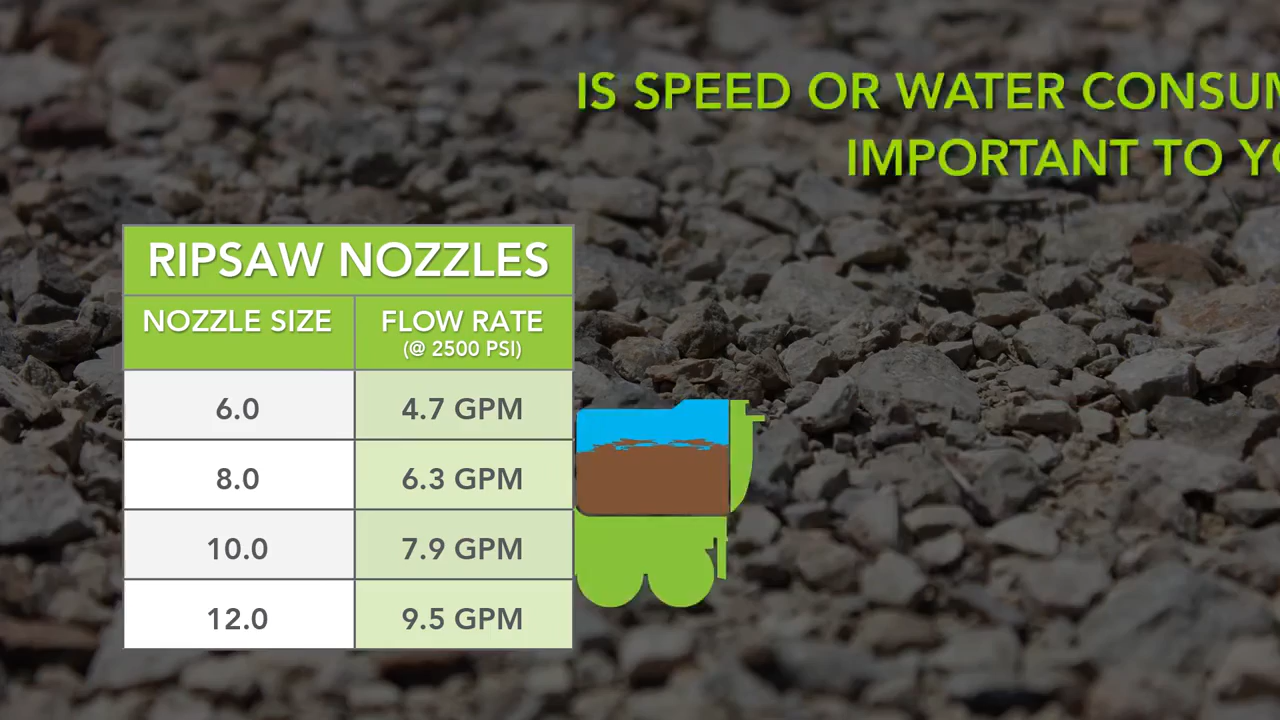 IS SPEED OR WATER
IMPORTANT TO
RIPSAW NOZZLES
NOZZLE SIZE FLOW RATE
(@ 2500 PSI)
6.0 4.7 GPM
8.0 6.3 GPM
10.0 7.9 GPM
12.0 9.5 GPM